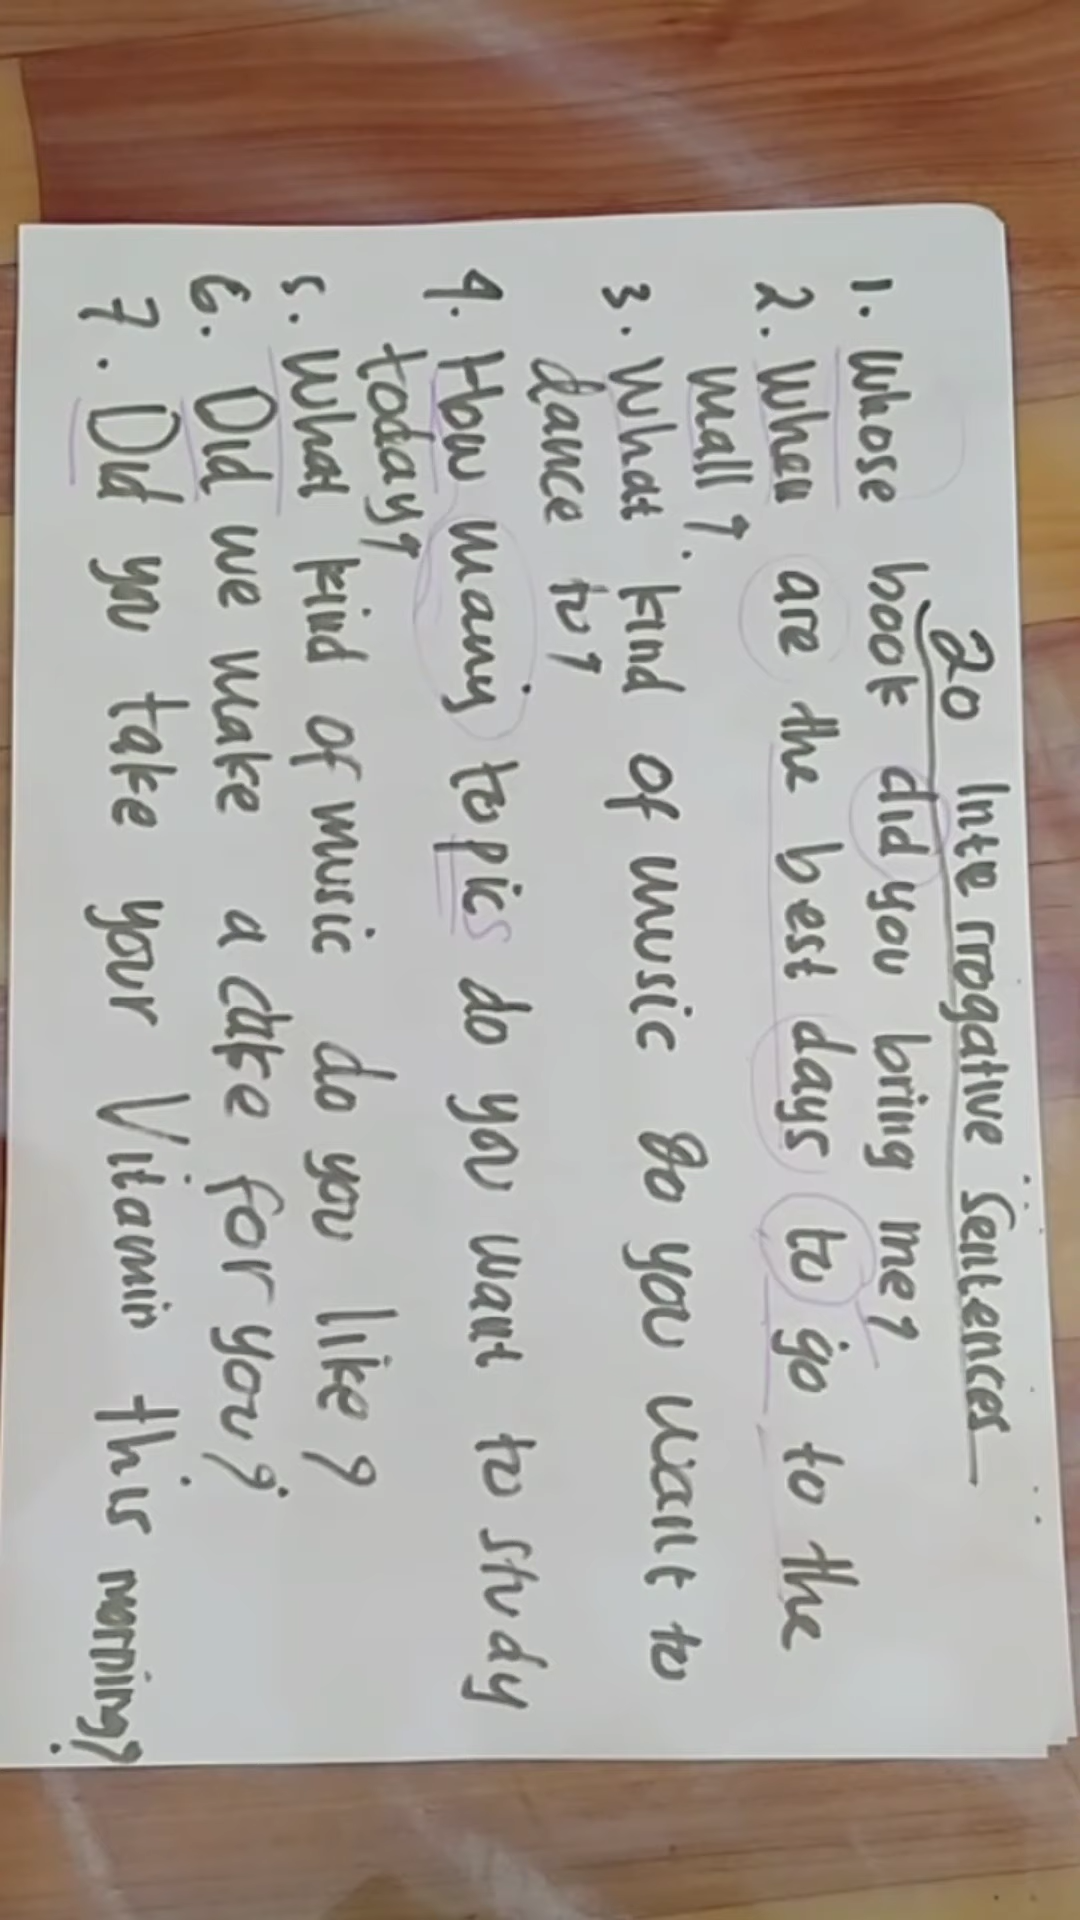 20 Interrogative Sentences
1. Whose book did you bring me?
2. When are the best days to go to the
mall?
3. What kind of music do you want to
dance to?
4. How many topics do you want to study
today?
5. What kind of music do you like?
6. Did we make a cake for you?
7. Did you take your Vitamin this morning?